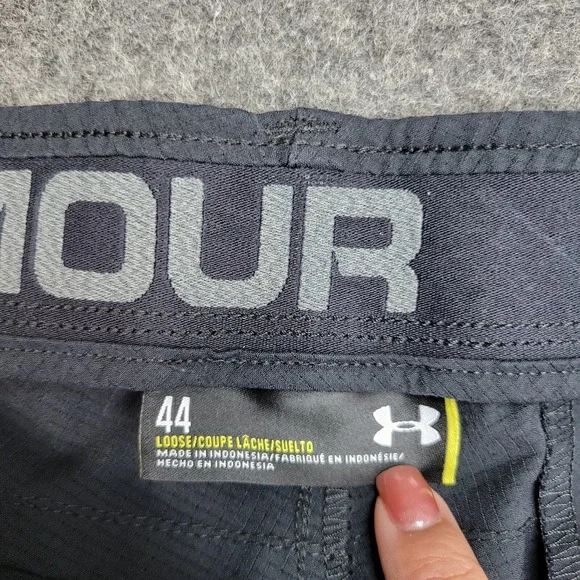 MOUR
44
LOOSE/COUPE LÂCHE/SUELTO
MADE IN INDONESIA/FABRIQUÉ EN INDONÉSIE/
HECHO EN INDONESIA